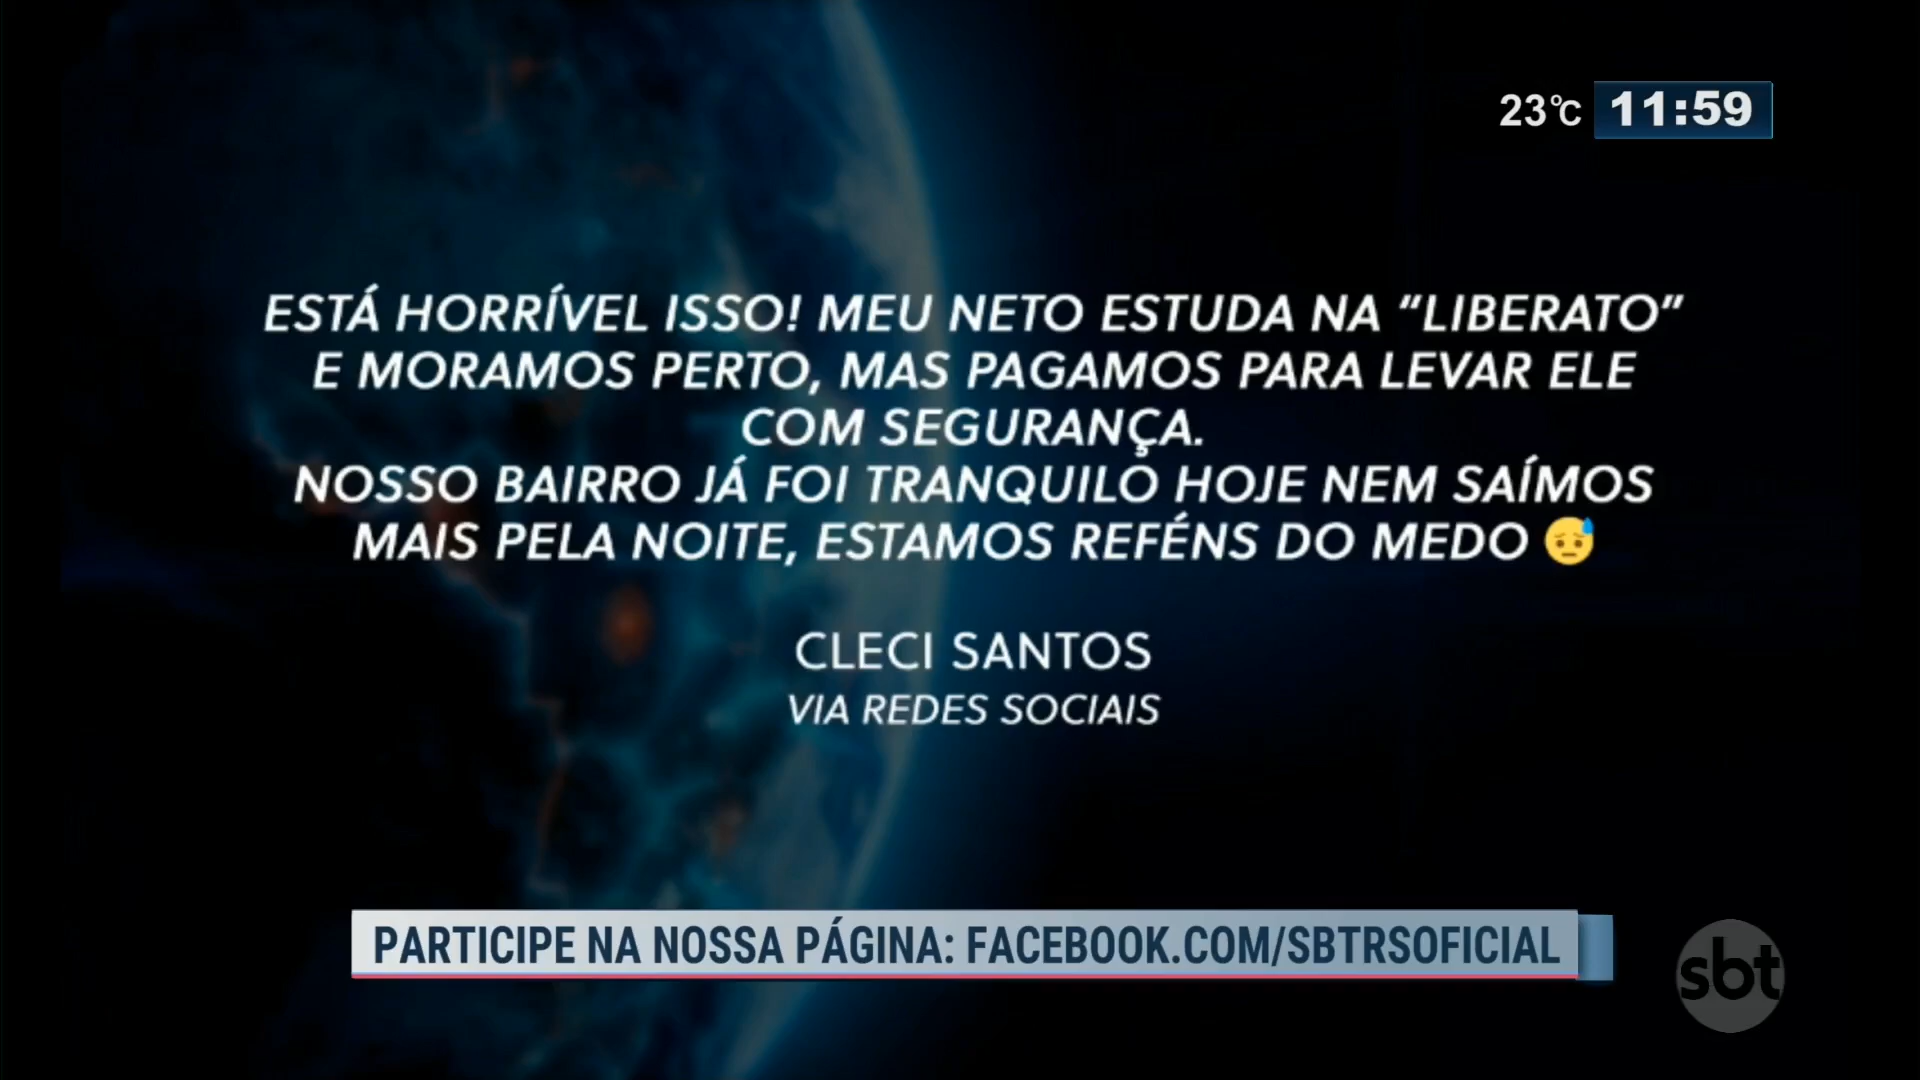 23°C 11:59
ESTÁ HORRÍVEL ISSO! MEU NETO ESTUDA NA “LIBERATO”
E MORAMOS PERTO, MAS PAGAMOS PARA LEVAR ELE
COM SEGURANÇA.
NOSSO BAIRRO JÁ FOI TRANQUILO HOJE NEM SAÍMOS
MAIS PELA NOITE, ESTAMOS REFÉNS DO MEDO 😓
CLECI SANTOS
VIA REDES SOCIAIS
PARTICIPE NA NOSSA PÁGINA: FACEBOOK.COM/SBTRSOFICIAL
sbt